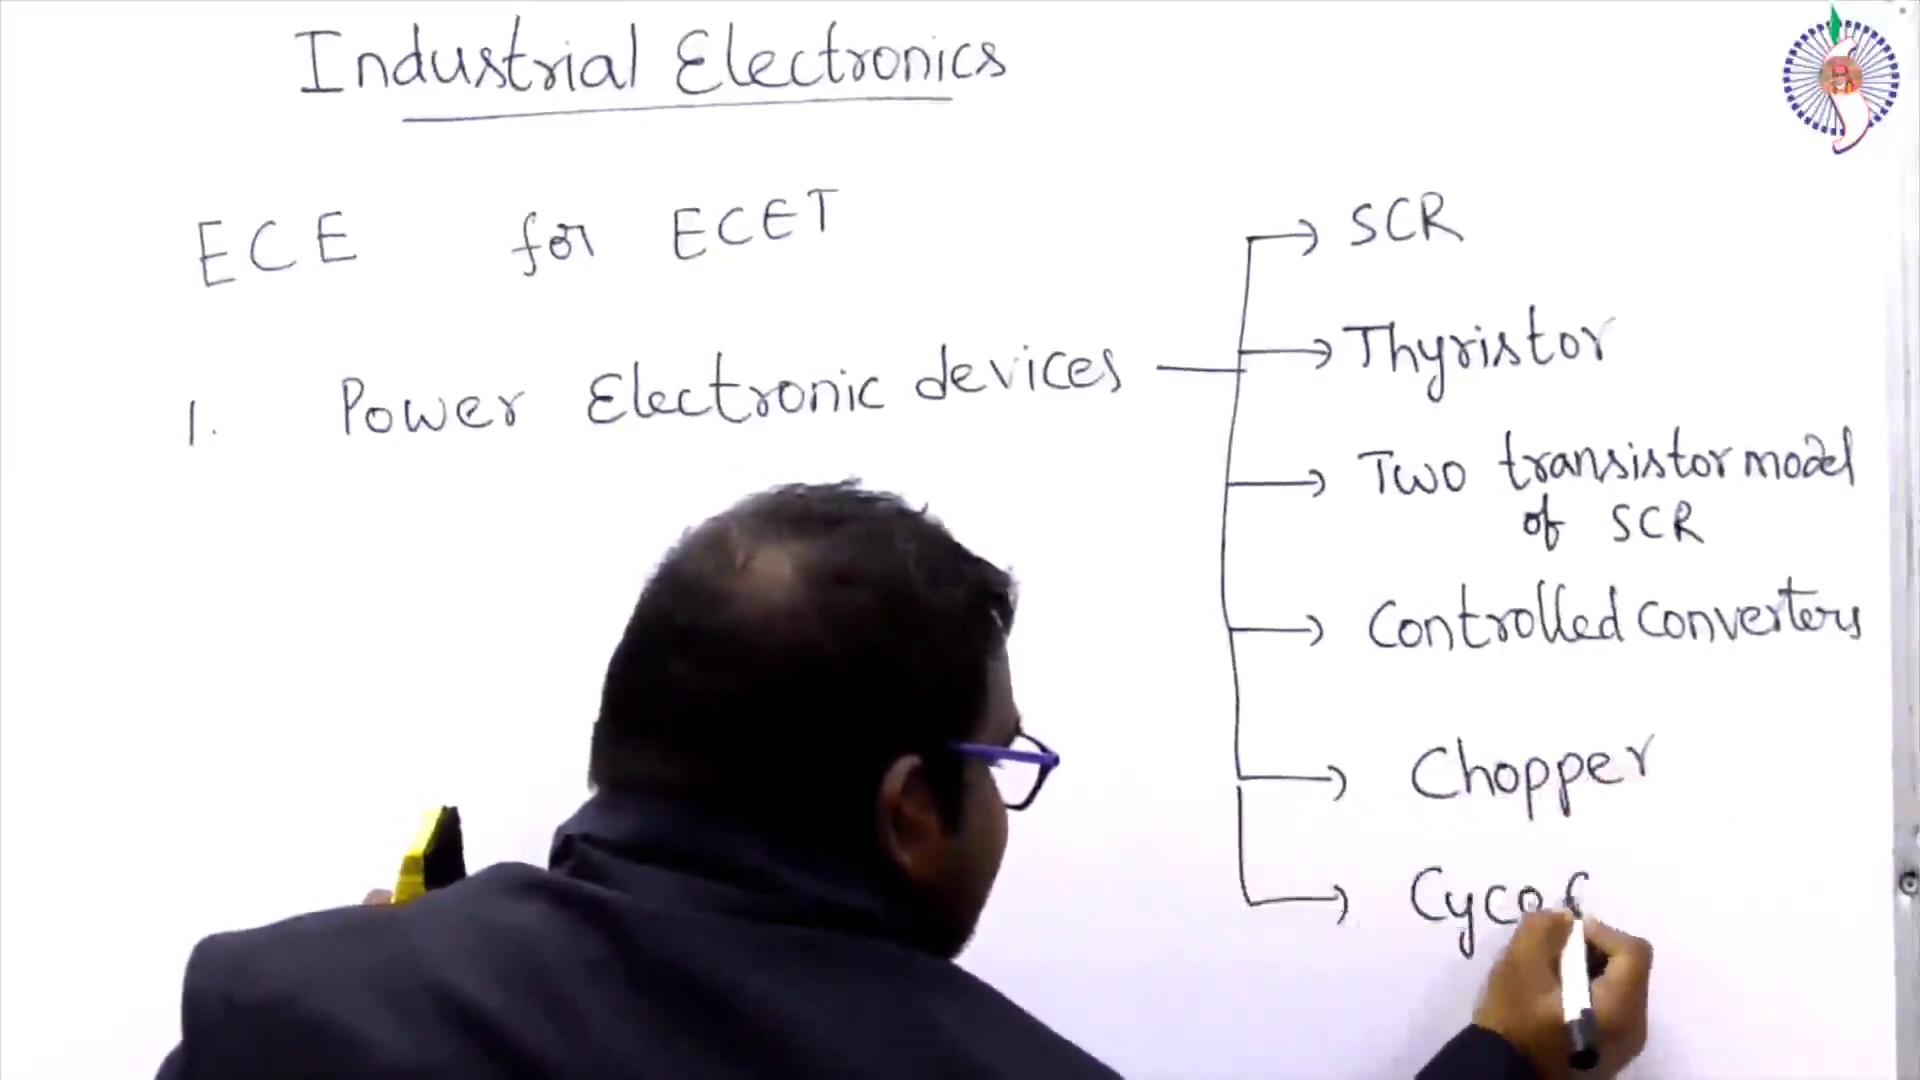 Industrial Electronics
ECE for ECET
1. Power Electronic devices
SCR
Thyristor
Two transistor model
of SCR
Controlled converters
Chopper